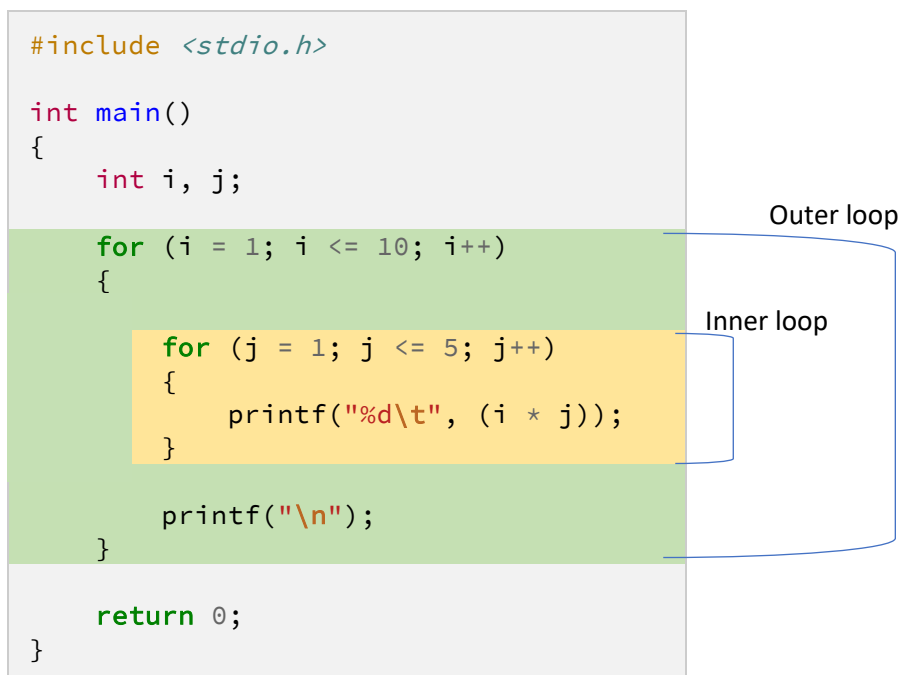 #include <stdio.h>
int main()
{
    int i, j;
Outer loop
    for (i = 1; i <= 10; i++)
    {
Inner loop
        for (j = 1; j <= 5; j++)
        {
            printf("%d\t", (i * j));
        }
        printf("\n");
    }
    return 0;
}